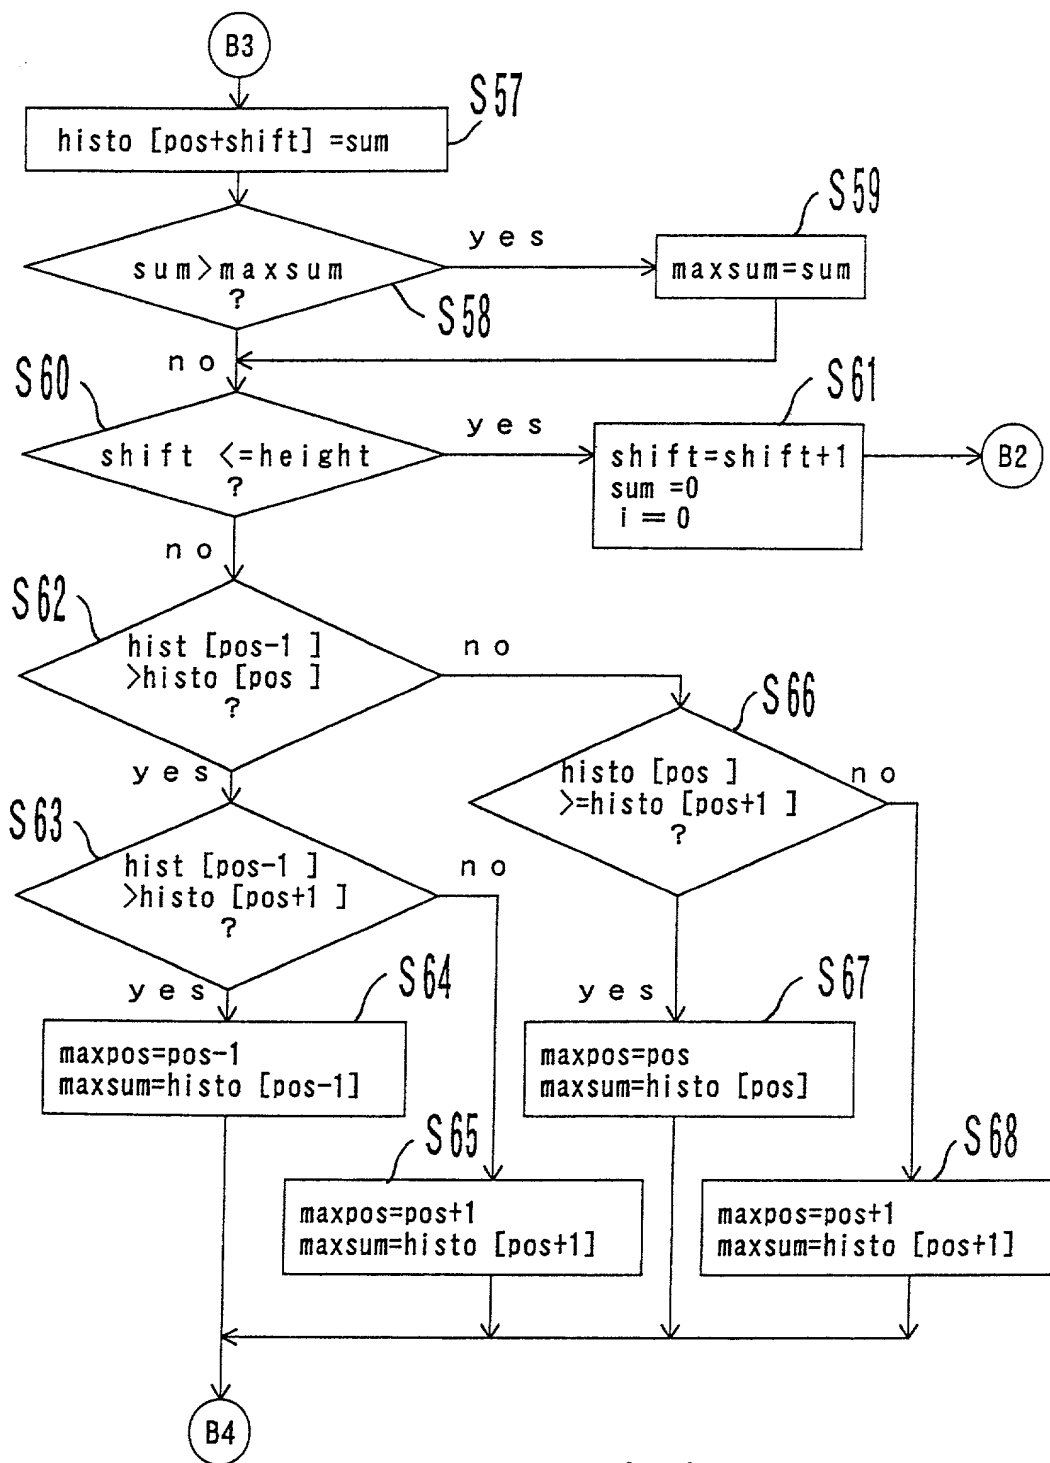 B3
S57
histo [pos+shift] =sum
S59
yes
sum>maxsum
?
maxsum=sum
S58
no
S60
S61
yes
shift <=height
?
shift=shift+1
sum =0
i = 0
B2
no
S62
hist [pos-1 ]
>histo [pos ]
?
no
S66
yes
histo [pos ]
>=histo [pos+1 ]
?
no
S63
hist [pos-1 ]
>histo [pos+1 ]
?
no
yes
S64
yes
S67
maxpos=pos-1
maxsum=histo [pos-1]
maxpos=pos
maxsum=histo [pos]
S65
S68
maxpos=pos+1
maxsum=histo [pos+1]
maxpos=pos+1
maxsum=histo [pos+1]
B4